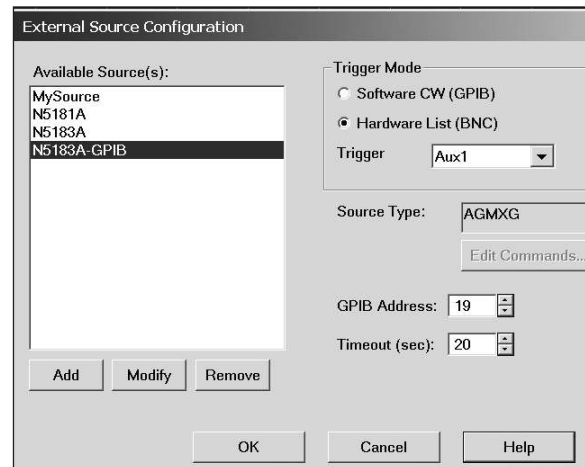 External Source Configuration
Available Source(s):
MySource
N5181A
N5183A
N5183A-GPIB
Add
Modify
Remove
Trigger Mode
Software CW (GPIB)
Hardware List (BNC)
Trigger
Aux1
Source Type:
AGMXG
Edit Commands...
GPIB Address:
19
Timeout (sec):
20
OK
Cancel
Help